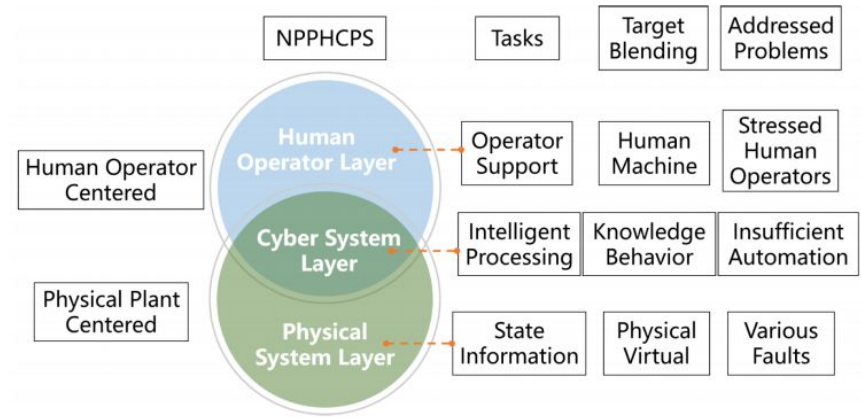 NPPHCPS
Tasks
Target
Blending
Addressed
Problems
Human Operator
Centered
Human
Operator Layer
Operator
Support
Human
Machine
Stressed
Human
Operators
Cyber System
Layer
Intelligent
Processing
Knowledge
Behavior
Insufficient
Automation
Physical Plant
Centered
Physical
System Layer
State
Information
Physical
Virtual
Various
Faults